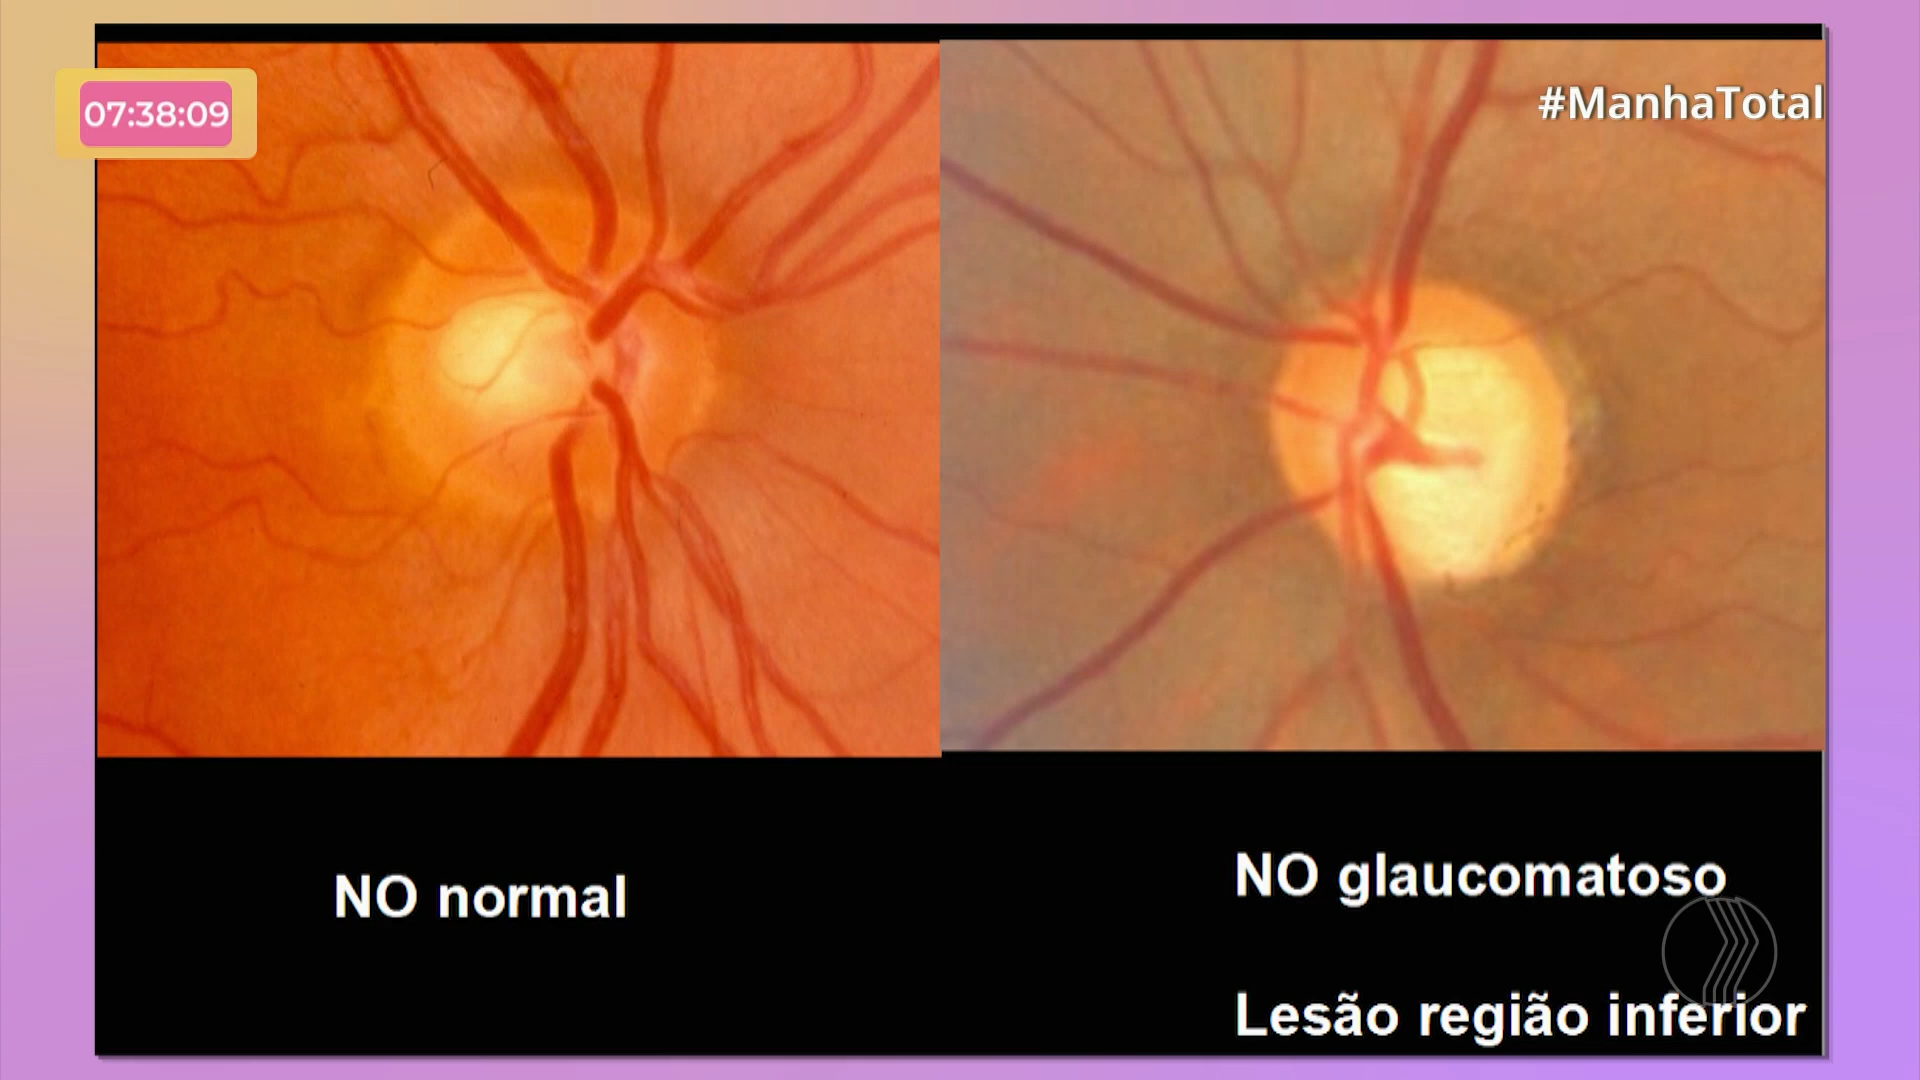 07:38:09
#ManhaTotal
NO normal
NO glaucomatoso
Lesão região inferior